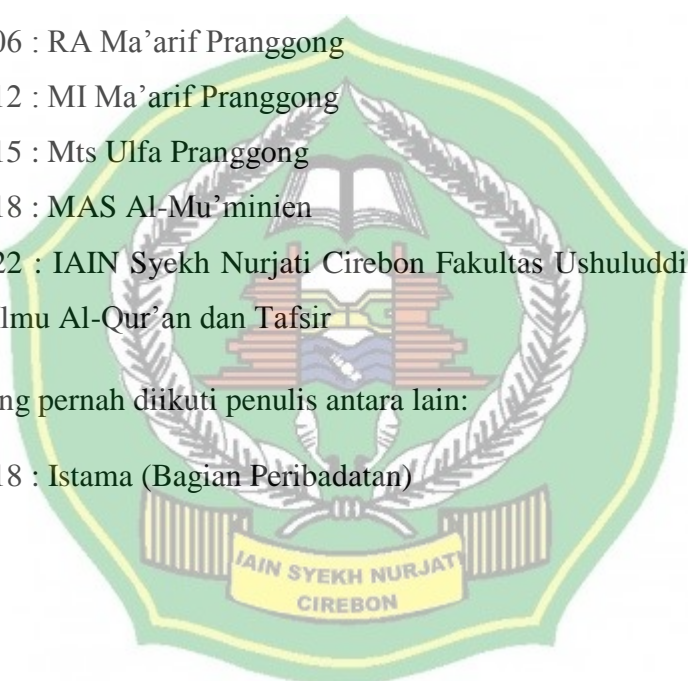 06 : RA Ma’arif Pranggong
12 : MI Ma’arif Pranggong
15 : Mts Ulfa Pranggong
18 : MAS Al-Mu’minien
22 : IAIN Syekh Nurjati Cirebon Fakultas Ushuluddi
lmu Al-Qur’an dan Tafsir
ng pernah diikuti penulis antara lain:
18 : Istama (Bagian Peribadatan)
IAIN SYEKH NURJATI
CIREBON